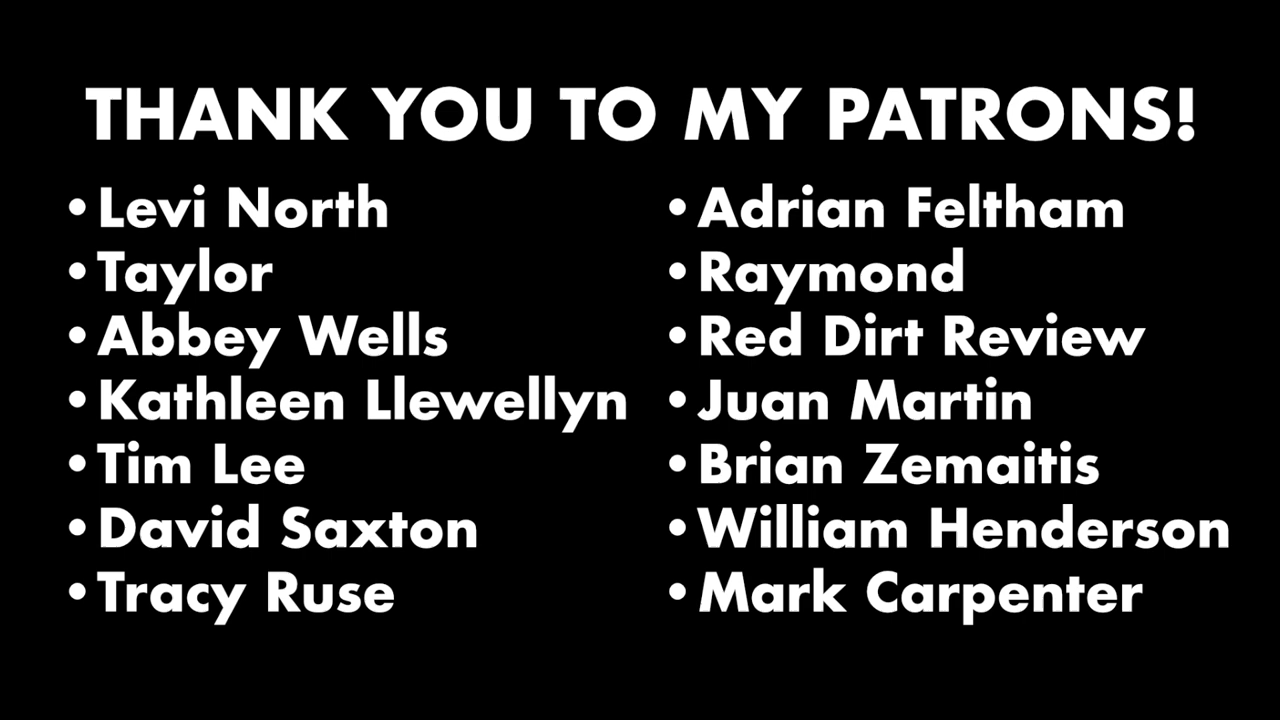 THANK YOU TO MY PATRONS!
• Levi North
• Taylor
• Abbey Wells
• Kathleen Llewellyn
• Tim Lee
• David Saxton
• Tracy Ruse
• Adrian Feltham
• Raymond
• Red Dirt Review
• Juan Martin
• Brian Zemaitis
• William Henderson
• Mark Carpenter